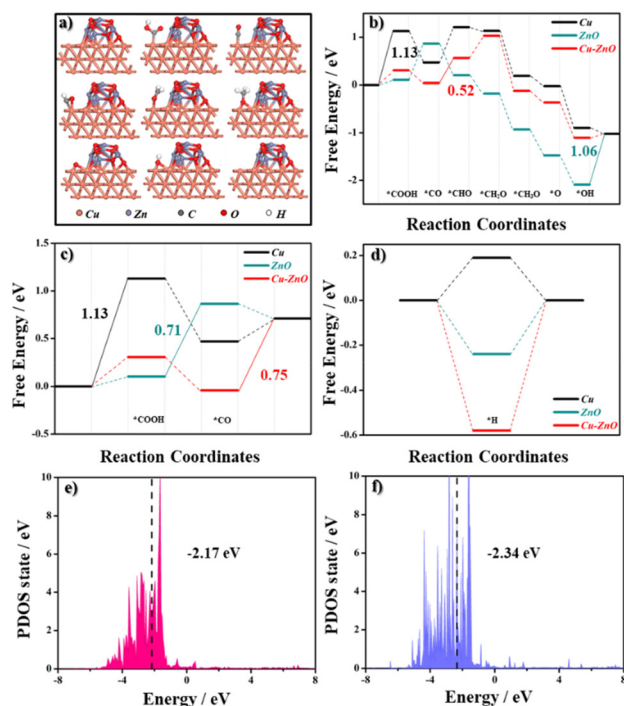 a)
Cu Zn C O H
b)
Cu
ZnO
Cu-ZnO
1
0
-1
-2
1.13
0.52
1.06
*COOH *CO *CHO *CH₂O *CH₃O *O *OH
Free Energy / eV
Reaction Coordinates
c)
Cu
ZnO
Cu-ZnO
1.5
1.0
0.5
0.0
-0.5
1.13
0.71
0.75
*COOH *CO
Free Energy / eV
Reaction Coordinates
d)
0.2
0.0
-0.2
-0.4
-0.6
*H
Cu
ZnO
Cu-ZnO
Free Energy / eV
Reaction Coordinates
e)
10
8
6
4
2
0
-2.17 eV
-8 -4 0 4 8
PDOS state / eV
Energy / eV
f)
10
8
6
4
2
0
-2.34 eV
-8 -4 0 4 8
PDOS state / eV
Energy / eV